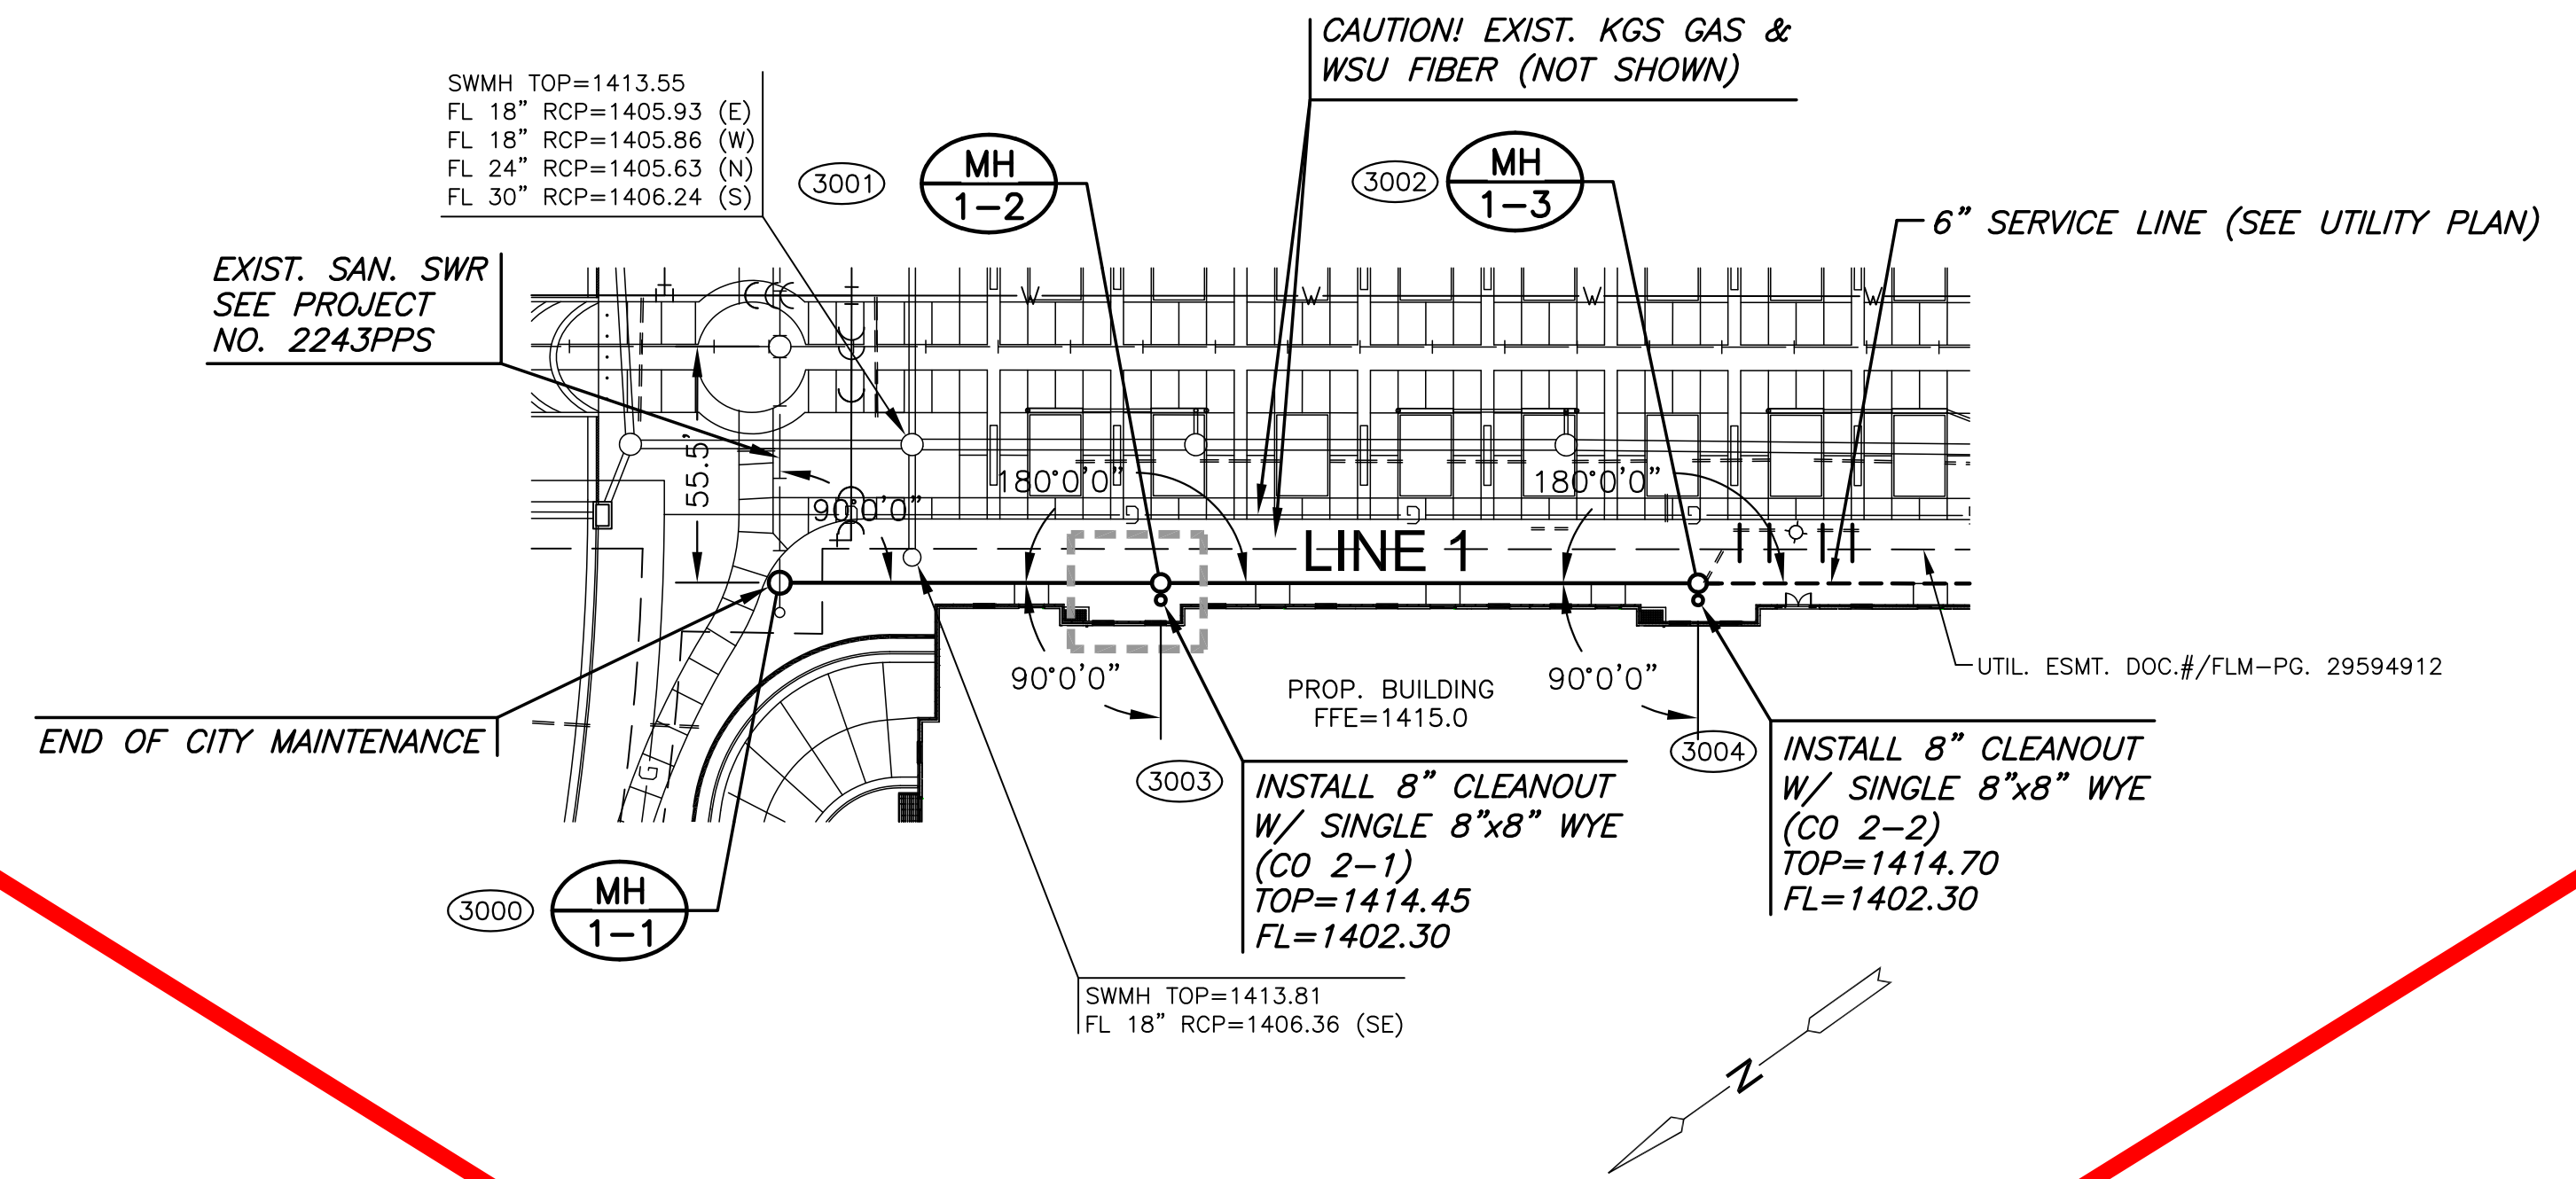 CAUTION! EXIST. KGS GAS &
WSU FIBER (NOT SHOWN)
SWMH TOP=1413.55
FL 18" RCP=1405.93 (E)
FL 18" RCP=1405.86 (W)
FL 24" RCP=1405.63 (N)
FL 30" RCP=1406.24 (S)
3001
MH
1-2
3002
MH
1-3
6" SERVICE LINE (SEE UTILITY PLAN)
EXIST. SAN. SWR
SEE PROJECT
NO. 2243PPS
W
W
W
W
55.5'
90°0'0"
180°0'0"
180°0'0"
G
G
G
G
LINE 1
90°0'0"
90°0'0"
PROP. BUILDING
FFE=1415.0
UTIL. ESMT. DOC.#/FLM-PG. 29594912
END OF CITY MAINTENANCE
G
3003
INSTALL 8" CLEANOUT
W/ SINGLE 8"x8" WYE
(CO 2-1)
TOP=1414.45
FL=1402.30
3004
INSTALL 8" CLEANOUT
W/ SINGLE 8"x8" WYE
(CO 2-2)
TOP=1414.70
FL=1402.30
3000
MH
1-1
SWMH TOP=1413.81
FL 18" RCP=1406.36 (SE)
N